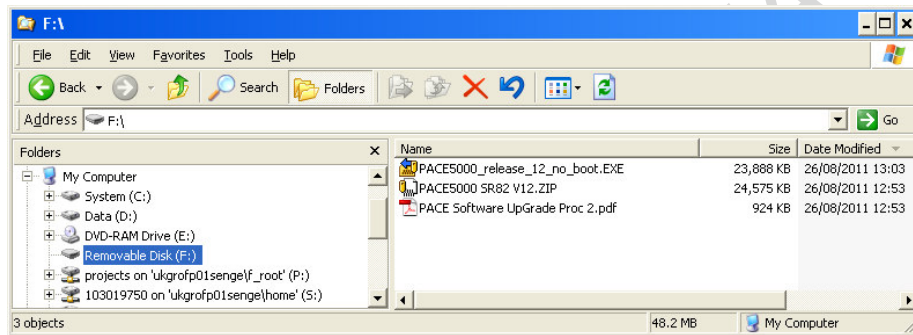 F:\
File Edit View Favorites Tools Help
Back Search Folders
Address F:\ Go
Folders Name Size Date Modified
My Computer PACE5000_release_12_no_boot.EXE 23,888 KB 26/08/2011 13:03
System (C:) PACE5000 SR82 V12.ZIP 24,575 KB 26/08/2011 12:53
Data (D:) PACE Software UpGrade Proc 2.pdf 924 KB 26/08/2011 12:53
DVD-RAM Drive (E:)
Removable Disk (F:)
projects on 'ukgrofp01senge\f_root' (P:)
103019750 on 'ukgrofp01senge\home' (S:)
3 objects 48.2 MB My Computer